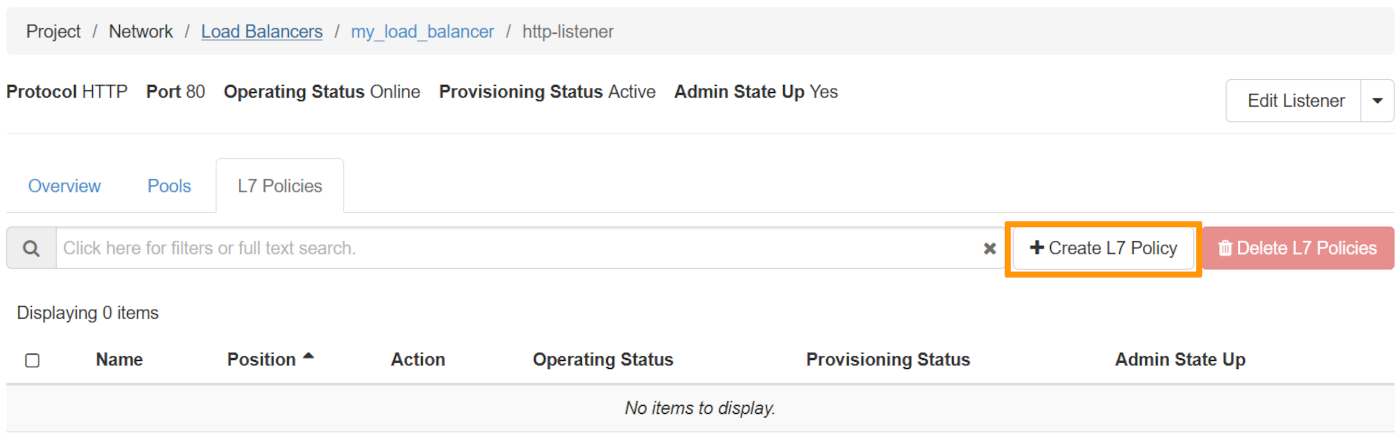 Project / Network / Load Balancers / my_load_balancer / http-listener
Protocol HTTP Port 80 Operating Status Online Provisioning Status Active Admin State Up Yes
Edit Listener
Overview Pools L7 Policies
Click here for filters or full text search. Create L7 Policy Delete L7 Policies
Displaying 0 items
Name Position Action Operating Status Provisioning Status Admin State Up
No items to display.